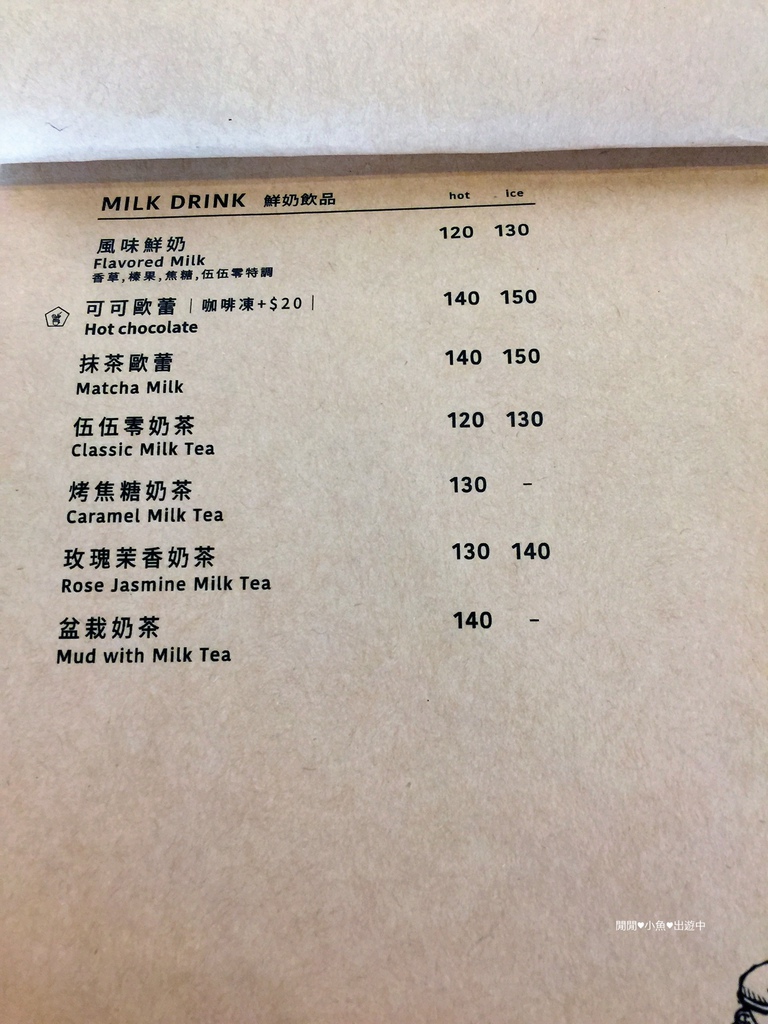 MILK DRINK 鮮奶飲品 hot ice
風味鮮奶 120 130
Flavored Milk
香草,榛果,焦糖,伍伍零特調
可可歐蕾 | 咖啡凍+$20 | 140 150
Hot chocolate
抹茶歐蕾 140 150
Matcha Milk
伍伍零奶茶 120 130
Classic Milk Tea
烤焦糖奶茶 130 –
Caramel Milk Tea
玫瑰茉香奶茶 130 140
Rose Jasmine Milk Tea
盆栽奶茶 140 –
Mud with Milk Tea
閒閒♥小魚♥出遊中